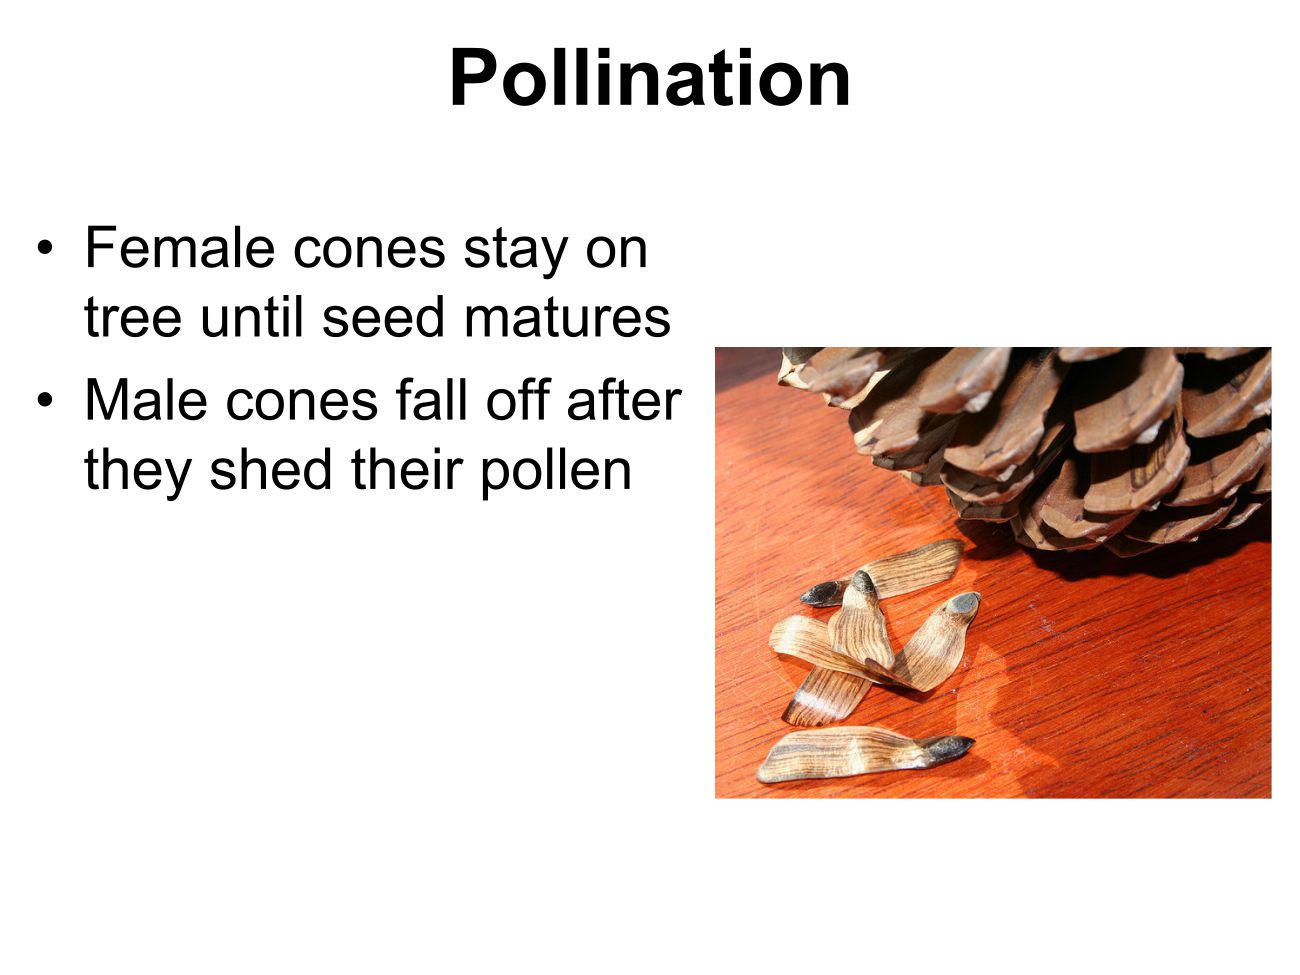 Pollination
• Female cones stay on
tree until seed matures
• Male cones fall off after
they shed their pollen